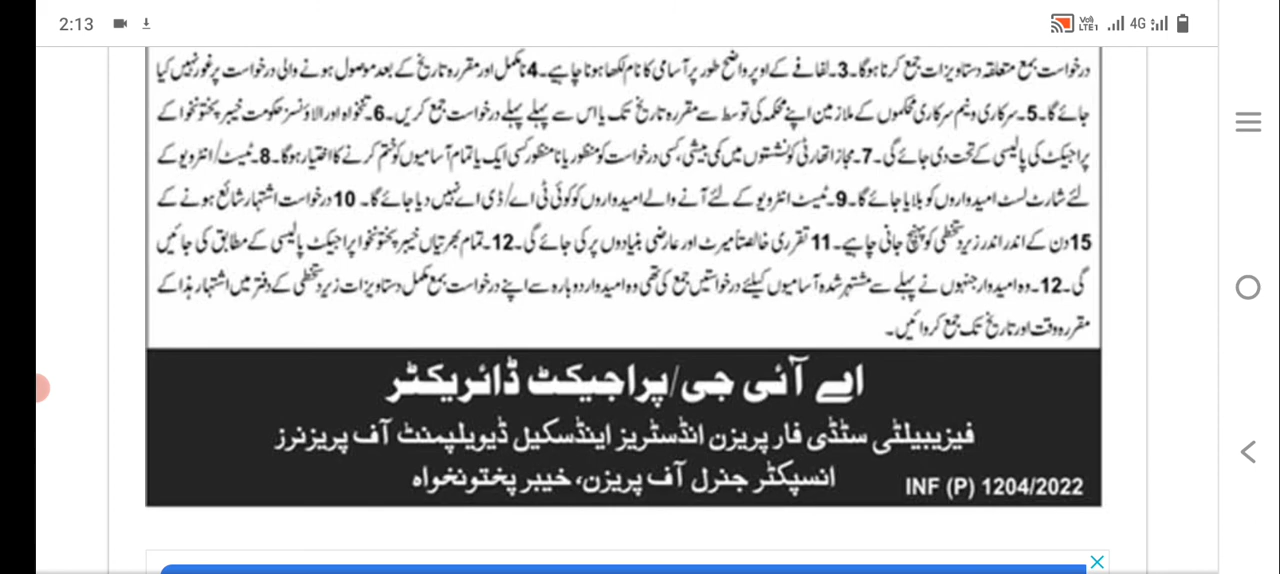 2:13
VoD LTE1 4G
درخواست بمع متعلقہ دستاویزات جمع کرنا ہوگا۔ 3۔ لفافے کے اوپر واضح طور پر آسامی کا نام لکھا ہونا چاہیے۔ 4 نامکمل اور مقررہ تاریخ کے بعد موصول ہونے والی درخواست پر غور نہیں کیا
جائے گا۔ 5۔ سرکاری و نیم سرکاری محکموں کے ملازمین اپنے محکمہ کی توسط سے مقررہ تاریخ تک یا اس سے پہلے پہلے درخواست جمع کریں۔ 6۔ تنخواہ اور الاؤنسز حکومت خیبر پختونخوا کے
پراجیکٹ کی پالیسی کے تحت دی جائے گی۔ 7۔ مجاز اتھارٹی کو نشستوں میں کمی بیشی، کسی درخواست کو منظور یا نامنظور کسی ایک یا تمام آسامیوں کو ختم کرنے کا اختیار ہوگا۔ 8۔ ٹیسٹ/انٹرویو کے
لئے شارٹ لسٹ امیدواروں کو بلایا جائے گا۔ 9۔ ٹیسٹ انٹرویو کے لئے آنے والے امیدواروں کو کوئی ٹی اے/ڈی اے نہیں دیا جائے گا۔ 10 درخواست اشتہار شائع ہونے کے
15 دن کے اندر اندر زیر دستخطی کو پہنچ جانی چاہیے۔ 11 تقرری خالصتاً میرٹ اور عارضی بنیادوں پر کی جائے گی۔ 12۔ تمام بھرتیاں خیبر پختونخوا پراجیکٹ پالیسی کے مطابق کی جائیں
گی۔ 12۔ وہ امیدوار جنہوں نے پہلے سے مشتہر شدہ آسامیوں کیلئے درخواستیں جمع کی تھی وہ امیدوار دوبارہ سے اپنے درخواست بمع مکمل دستاویزات زیر دستخطی کے دفتر میں اشتہار ہذا کے
مقررہ وقت اور تاریخ تک جمع کروائیں۔
اے آئی جی/پراجیکٹ ڈائریکٹر
فیزیبیلٹی سٹڈی فار پریزن انڈسٹریز اینڈ سکیل ڈیویلپمنٹ آف پریزنرز
انسپکٹر جنرل آف پریزن، خیبر پختونخواہ
INF (P) 1204/2022